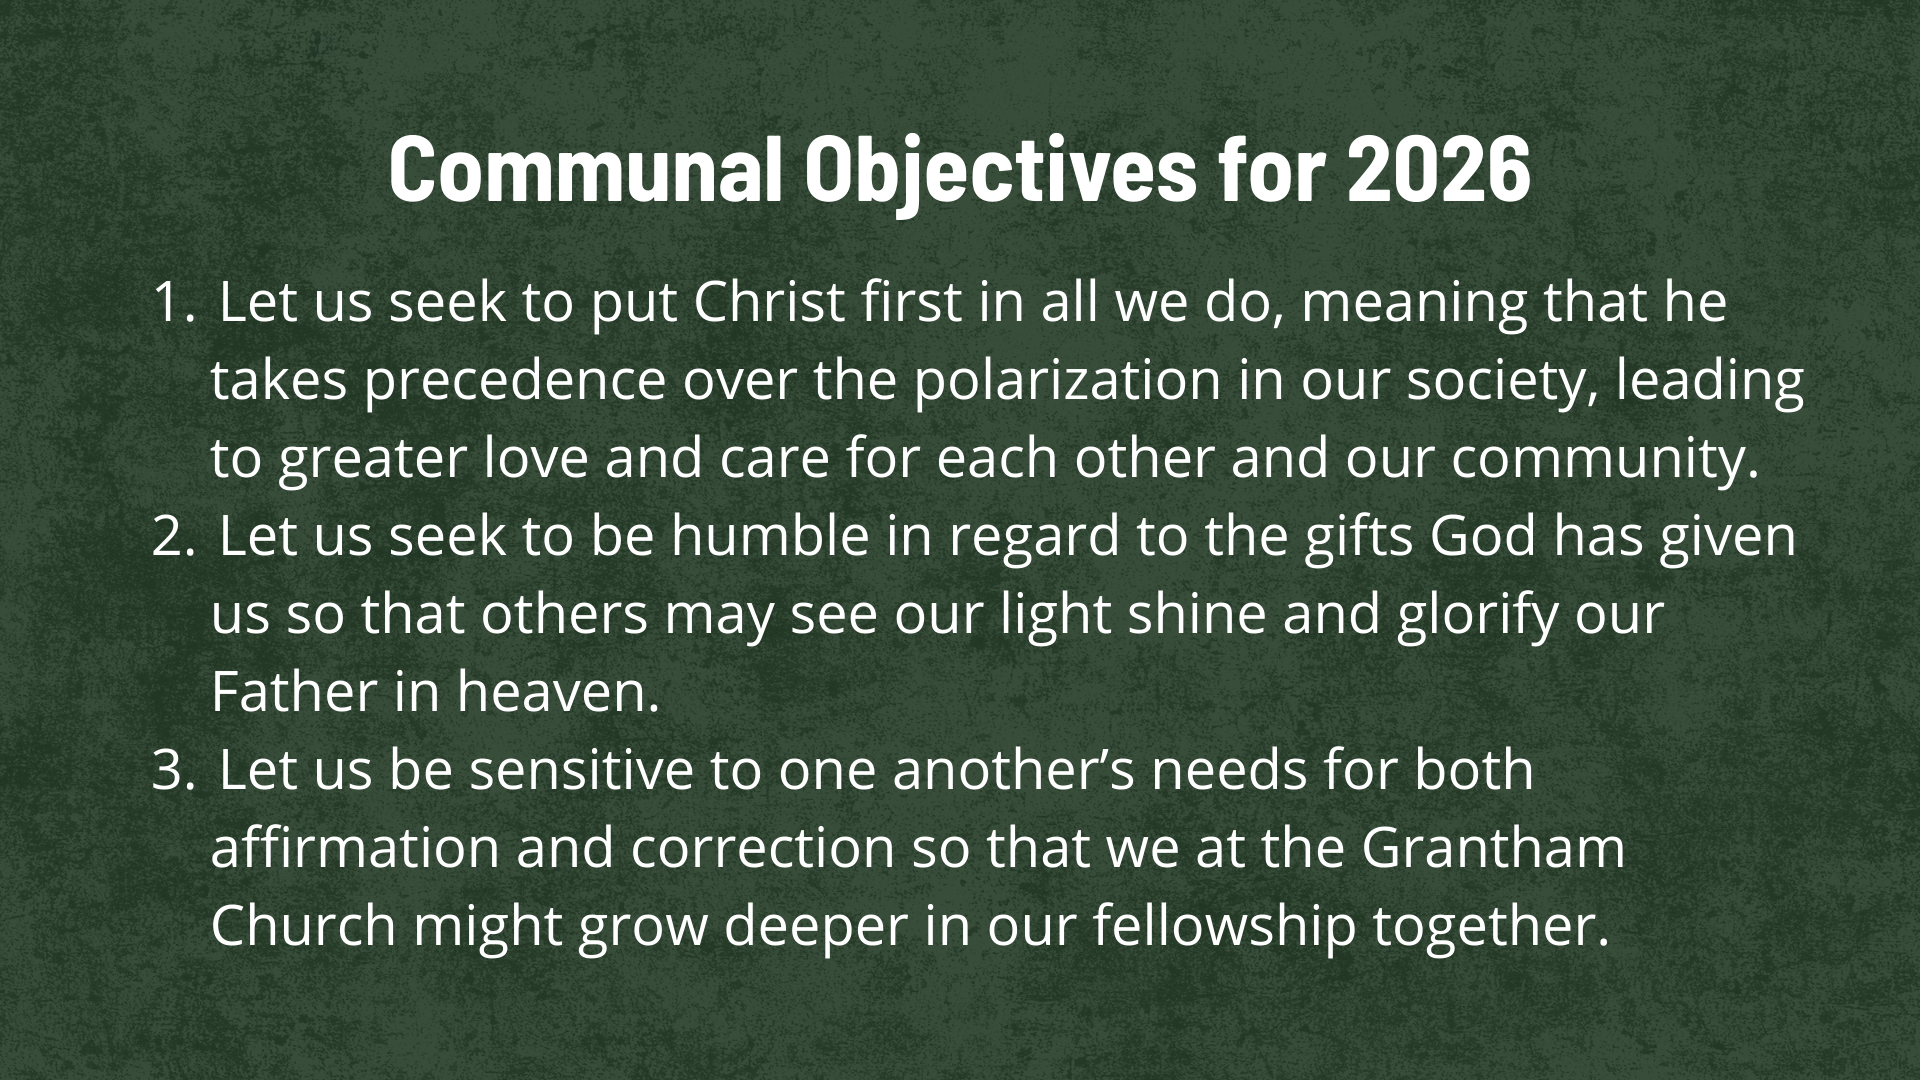 Communal Objectives for 2026
1. Let us seek to put Christ first in all we do, meaning that he
takes precedence over the polarization in our society, leading
to greater love and care for each other and our community.
2. Let us seek to be humble in regard to the gifts God has given
us so that others may see our light shine and glorify our
Father in heaven.
3. Let us be sensitive to one another’s needs for both
affirmation and correction so that we at the Grantham
Church might grow deeper in our fellowship together.